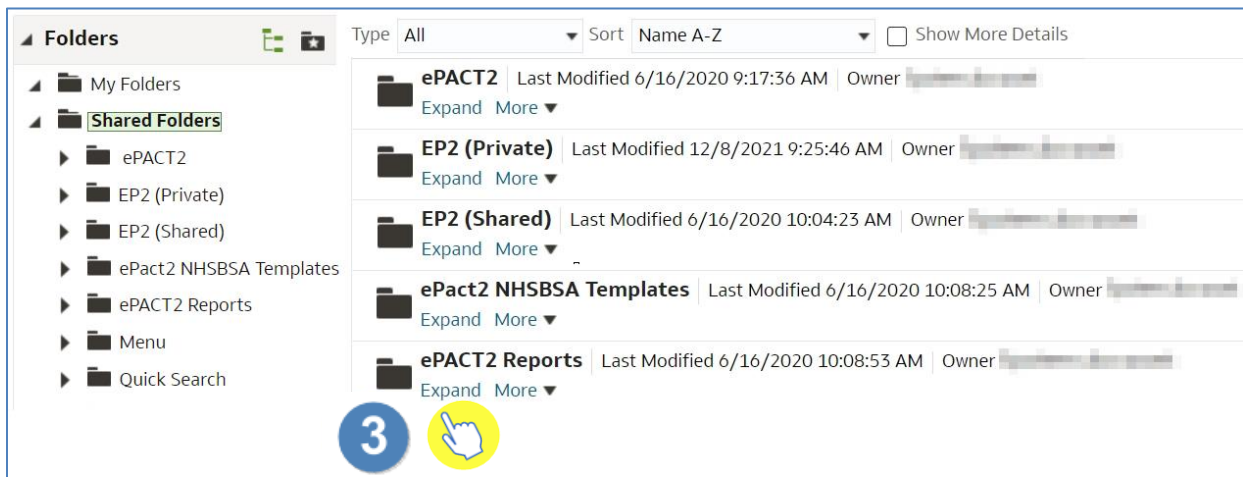 Folders
My Folders
Shared Folders
ePACT2
EP2 (Private)
EP2 (Shared)
ePact2 NHSBSA Templates
ePACT2 Reports
Menu
Quick Search
Type All Sort Name A-Z Show More Details
ePACT2 Last Modified 6/16/2020 9:17:36 AM Owner
Expand More
EP2 (Private) Last Modified 12/8/2021 9:25:46 AM Owner
Expand More
EP2 (Shared) Last Modified 6/16/2020 10:04:23 AM Owner
Expand More
ePact2 NHSBSA Templates Last Modified 6/16/2020 10:08:25 AM Owner
Expand More
ePACT2 Reports Last Modified 6/16/2020 10:08:53 AM Owner
Expand More
3